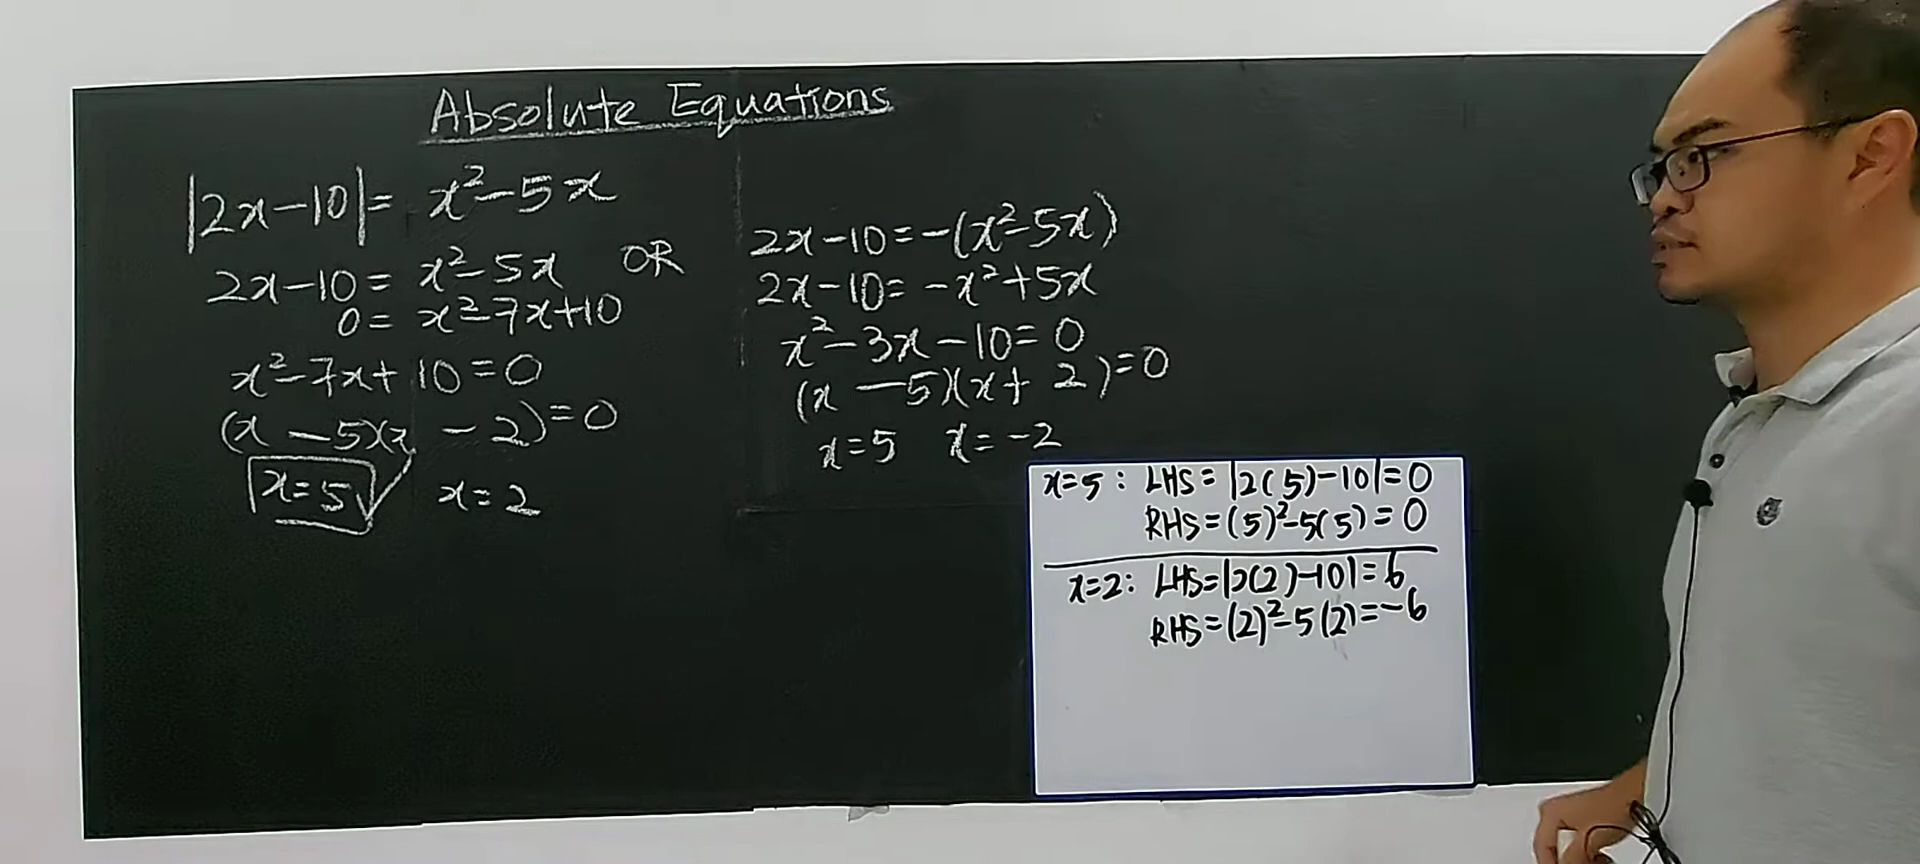 Absolute Equations
|2x-10| = x²-5x
2x-10 = x²-5x OR
0 = x²-7x+10
x²-7x+10=0
(x -5)(x -2)=0
x=5 ✓ x=2
2x-10=-(x²-5x)
2x-10=-x²+5x
x²-3x-10=0
(x -5)(x+ 2)=0
x=5 x=-2
x=5: LHS=|2(5)-10|=0
RHS=(5)²-5(5)=0
x=2: LHS=|2(2)-10|=6
RHS=(2)²-5(2)=-6